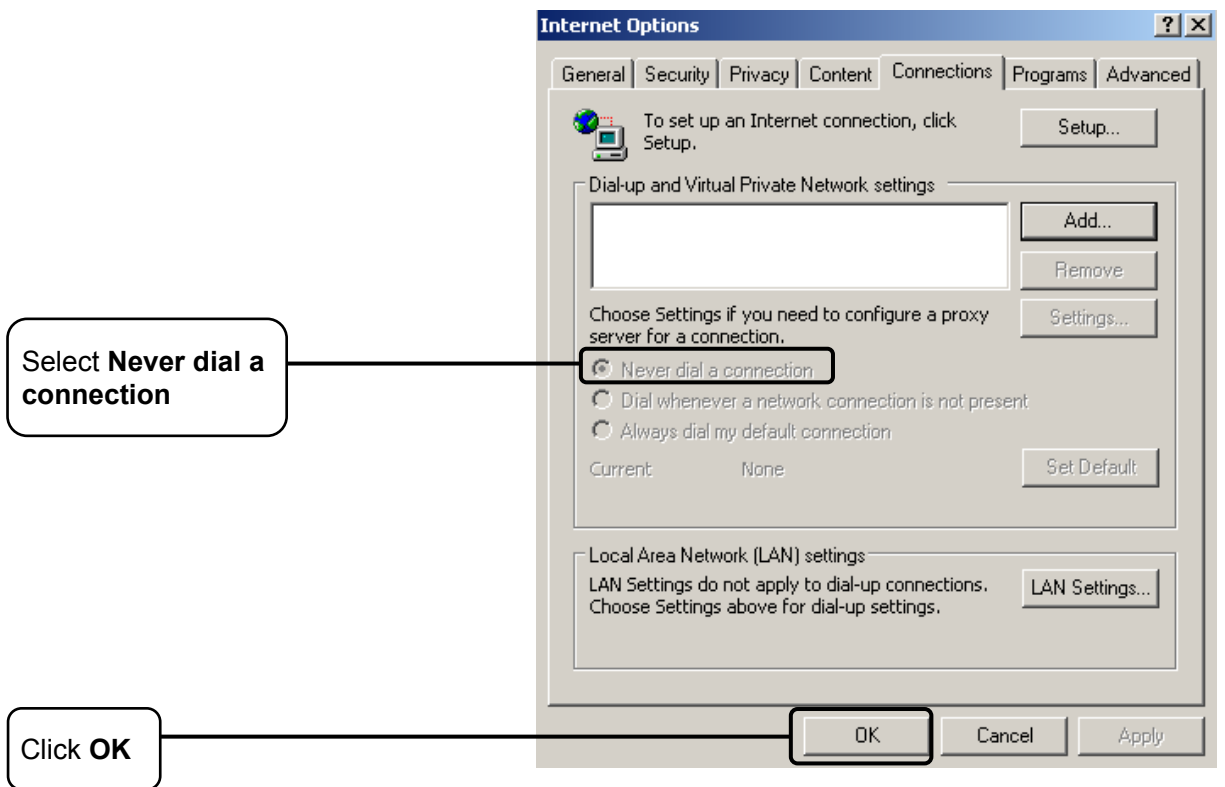 Internet Options
General Security Privacy Content Connections Programs Advanced
To set up an Internet connection, click
Setup.
Setup...
Dial-up and Virtual Private Network settings
Add...
Remove
Choose Settings if you need to configure a proxy
server for a connection.
Settings...
Select Never dial a
connection
Never dial a connection
Dial whenever a network connection is not present
Always dial my default connection
Current None
Set Default
Local Area Network (LAN) settings
LAN Settings do not apply to dial-up connections.
Choose Settings above for dial-up settings.
LAN Settings...
Click OK
OK Cancel Apply